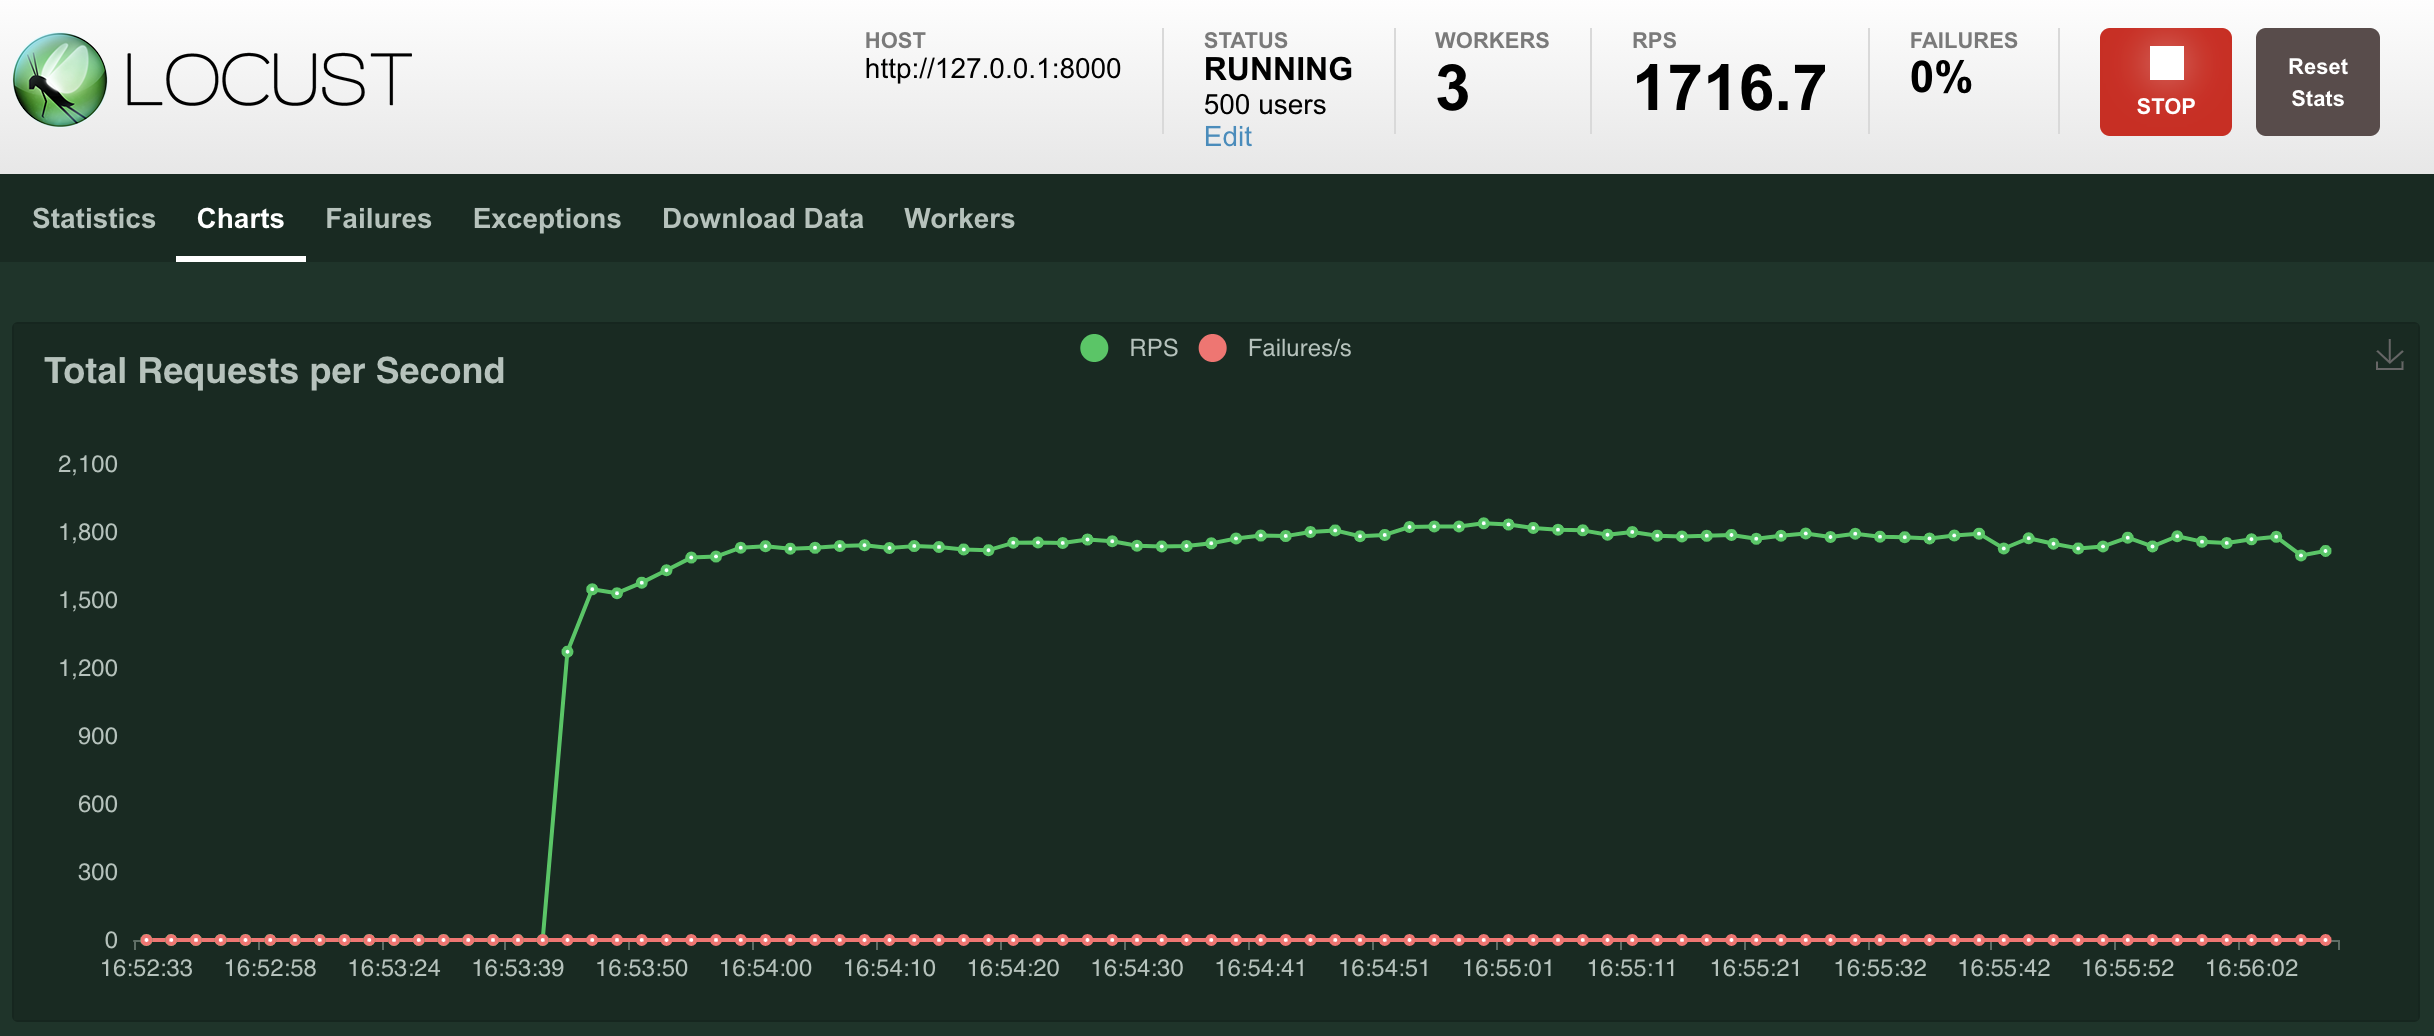 LOCUST
HOST
http://127.0.0.1:8000
STATUS
RUNNING
500 users
Edit
WORKERS
3
RPS
1716.7
FAILURES
0%
STOP
Reset
Stats
Statistics Charts Failures Exceptions Download Data Workers
Total Requests per Second
RPS Failures/s
2,100
1,800
1,500
1,200
900
600
300
0
16:52:33 16:52:58 16:53:24 16:53:39 16:53:50 16:54:00 16:54:10 16:54:20 16:54:30 16:54:41 16:54:51 16:55:01 16:55:11 16:55:21 16:55:32 16:55:42 16:55:52 16:56:02